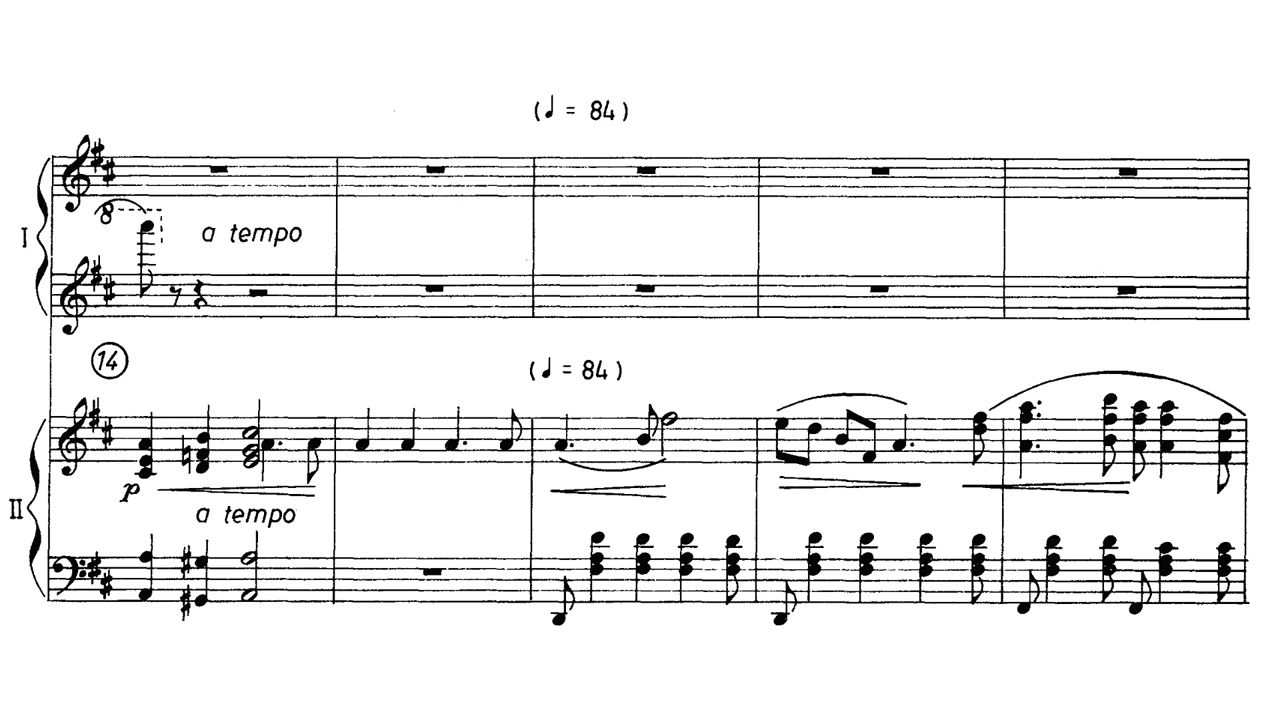 (♩ = 84)
8
I a tempo
14
(♩ = 84)
p
II a tempo